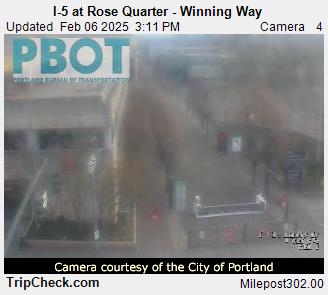 I-5 at Rose Quarter - Winning Way
Updated Feb 06 2025 3:11 PM Camera 4
PBOT
PORTLAND BUREAU OF TRANSPORTATION
Camera courtesy of the City of Portland
TripCheck.com Milepost302.00